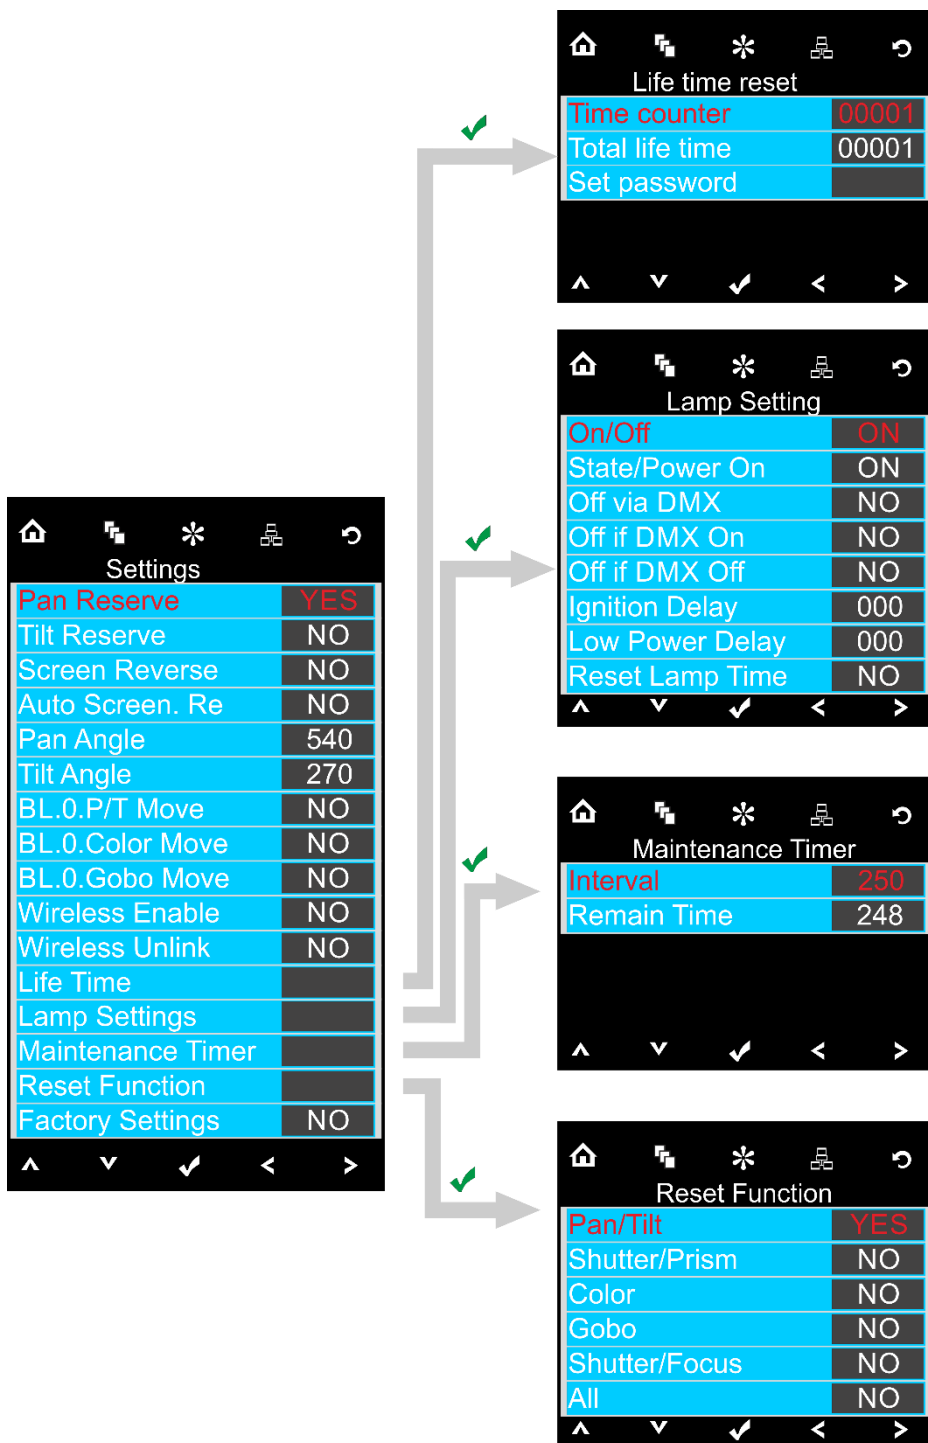 Life time reset
Time counter 00001
Total life time 00001
Set password
Lamp Setting
On/Off ON
State/Power On ON
Off via DMX NO
Off if DMX On NO
Off if DMX Off NO
Ignition Delay 000
Low Power Delay 000
Reset Lamp Time NO
Settings
Pan Reserve YES
Tilt Reserve NO
Screen Reverse NO
Auto Screen. Re NO
Pan Angle 540
Tilt Angle 270
BL.0.P/T Move NO
BL.0.Color Move NO
BL.0.Gobo Move NO
Wireless Enable NO
Wireless Unlink NO
Life Time
Lamp Settings
Maintenance Timer
Reset Function
Factory Settings NO
Maintenance Timer
Interval 250
Remain Time 248
Reset Function
Pan/Tilt YES
Shutter/Prism NO
Color NO
Gobo NO
Shutter/Focus NO
All NO